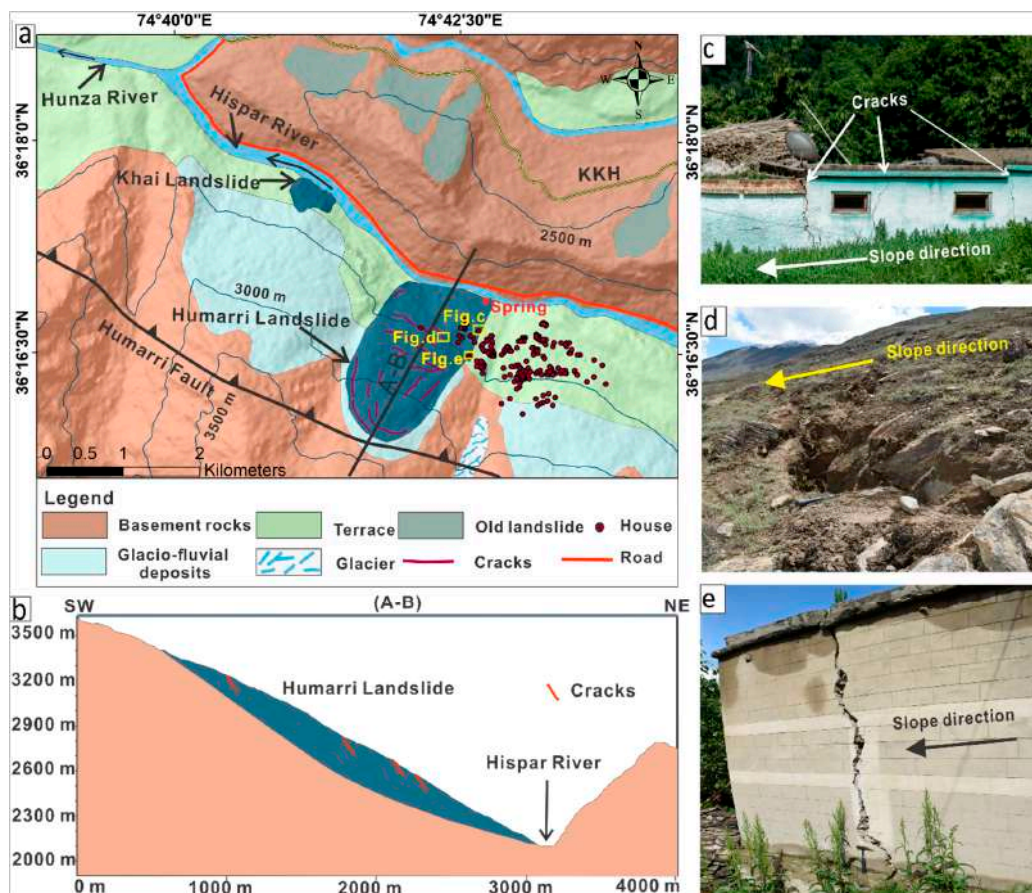 74°40'0"E
74°42'30"E
a
Hunza River
Hispar River
Khai Landslide
KKH
N
W
E
S
36°18'0"N
36°18'0"N
2500 m
3000 m
Humarri Landslide
Spring
Fig.c
Fig.d
Fig.e
A-B
36°16'30"N
36°16'30"N
Humarri Fault
3500 m
0 0.5 1 2
Kilometers
Legend
Basement rocks
Terrace
Old landslide
House
Glacio-fluvial
deposits
Glacier
Cracks
Road
b
SW
(A-B)
NE
3500 m
3200 m
2900 m
2600 m
2300 m
2000 m
Humarri Landslide
Cracks
Hispar River
0 m
1000 m
2000 m
3000 m
4000 m
c
Cracks
Slope direction
d
Slope direction
e
Slope direction